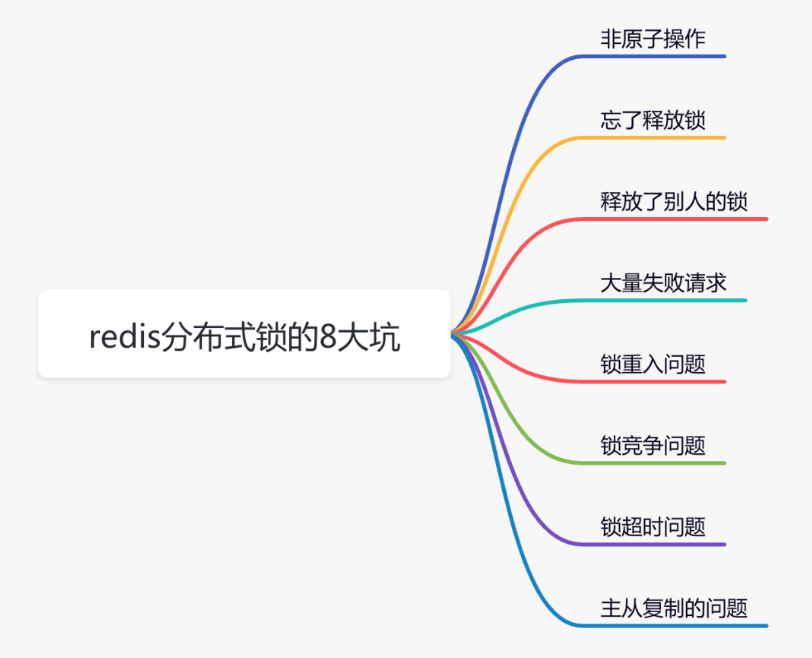 非原子操作
忘了释放锁
释放了别人的锁
大量失败请求
redis分布式锁的8大坑
锁重入问题
锁竞争问题
锁超时问题
主从复制的问题